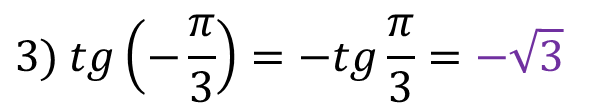 3) tg(−π/3) = −tg π/3 = −√3